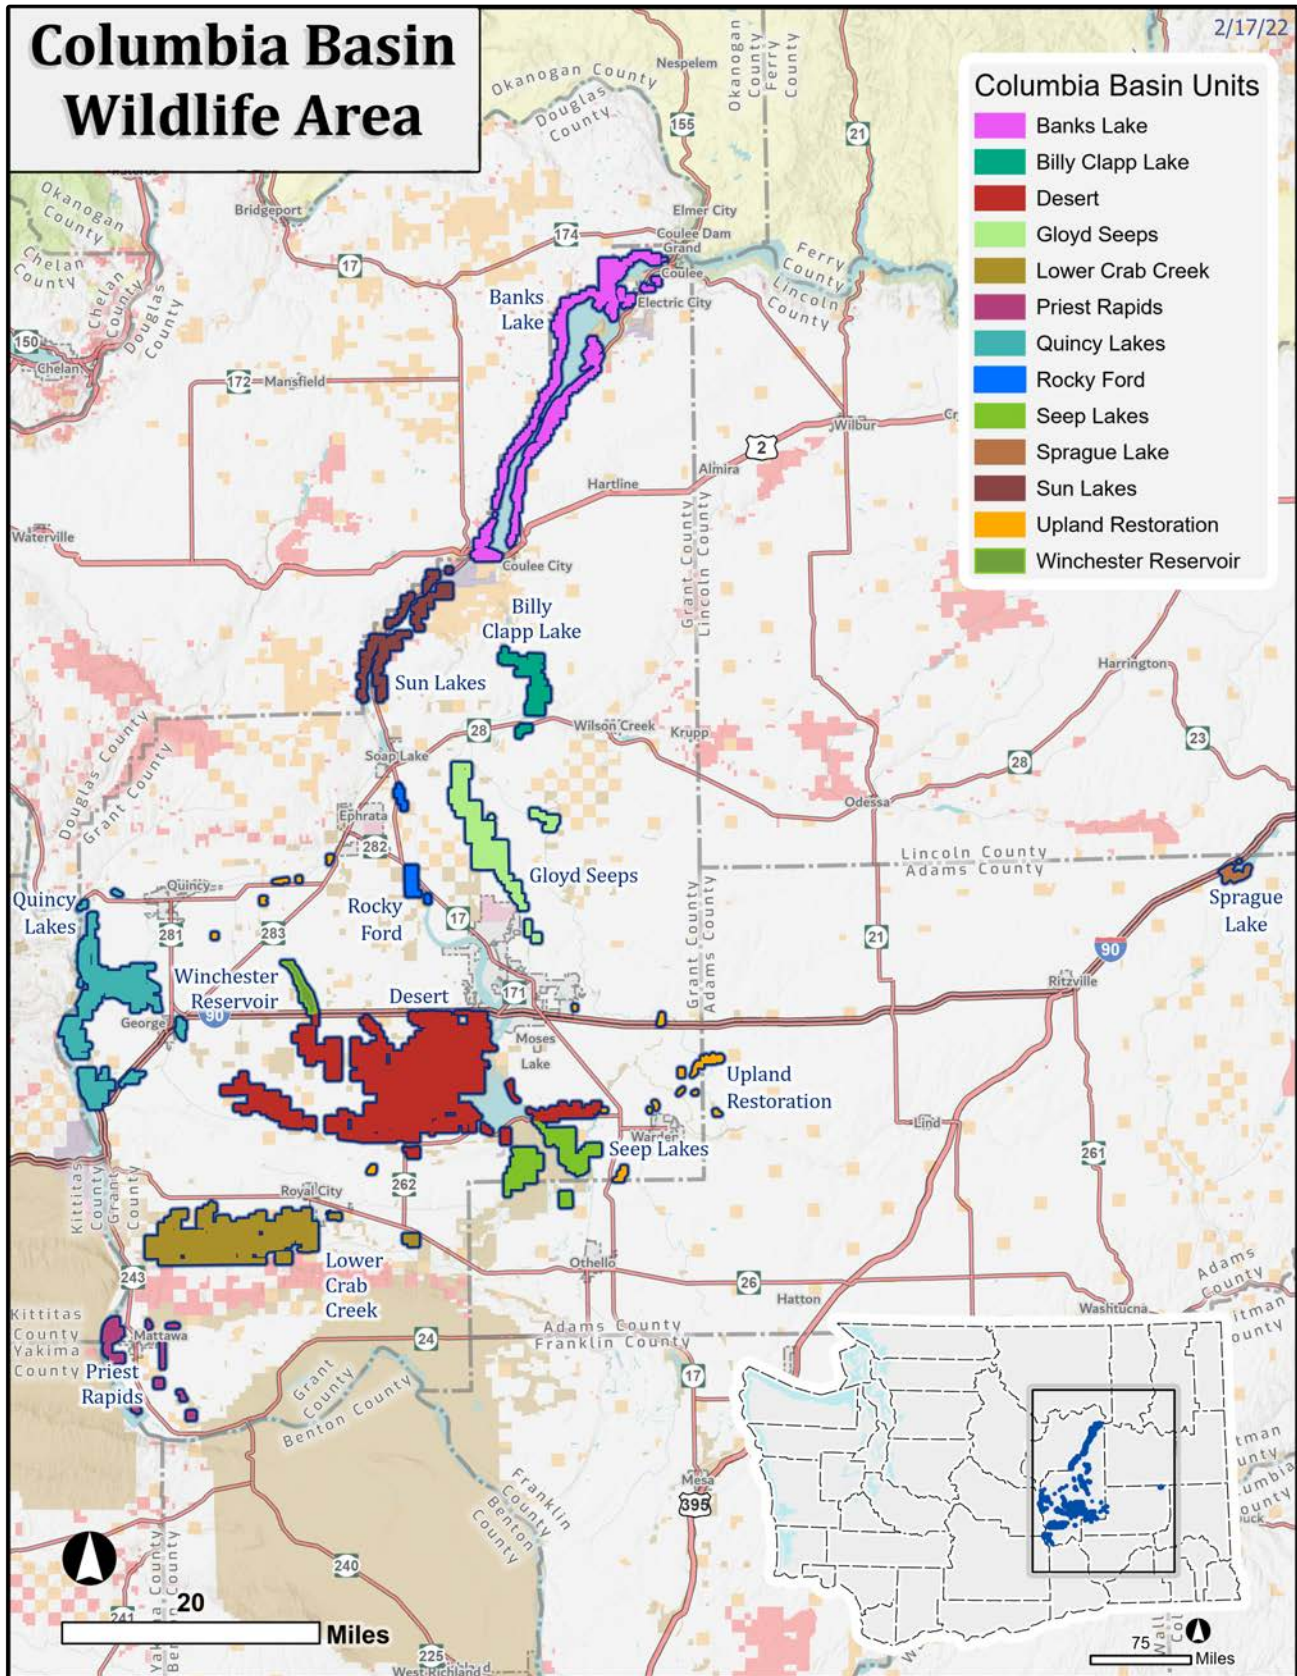 Columbia Basin
Wildlife Area
2/17/22
Columbia Basin Units
Banks Lake
Billy Clapp Lake
Desert
Gloyd Seeps
Lower Crab Creek
Priest Rapids
Quincy Lakes
Rocky Ford
Seep Lakes
Sprague Lake
Sun Lakes
Upland Restoration
Winchester Reservoir
Okanogan
County
Ferry
County
Nespelem
Okanogan County
Douglas
County
155
21
Okanogan
County
Chelan
County
Chelan
County
Douglas
County
Bridgeport
Elmer City
Coulee Dam
Grand
Coulee
174
17
Ferry
County
Lincoln
County
Banks
Lake
Electric City
150
Chelan
172
Mansfield
Wilbur
2
Almira
Hartline
Waterville
Coulee City
Grant County
Lincoln County
Billy
Clapp Lake
Sun Lakes
Harrington
28
Wilson Creek
Krupp
23
Soap Lake
28
Douglas County
Grant County
Odessa
Ephrata
282
Lincoln County
Adams County
Gloyd Seeps
Quincy
Quincy
Lakes
Rocky
Ford
17
Sprague
Lake
281
283
21
90
Grant County
Adams County
Winchester
Reservoir
Desert
171
Ritzville
George
90
Moses
Lake
Upland
Restoration
Warden
Seep Lakes
Lind
261
Kittitas
County
Grant
County
Royal City
262
Lower
Crab
Creek
Othello
243
26
Hatton
Adams
County
Washtucna
Kittitas
County
Yakima
County
Mattawa
24
Adams County
Franklin County
itman
ounty
Priest
Rapids
Grant
County
Benton County
17
Mesa
395
Franklin
County
Benton
County
tman
unty
lumbia
ounty
uck
240
20
Miles
241
225
West Richland
75
Miles